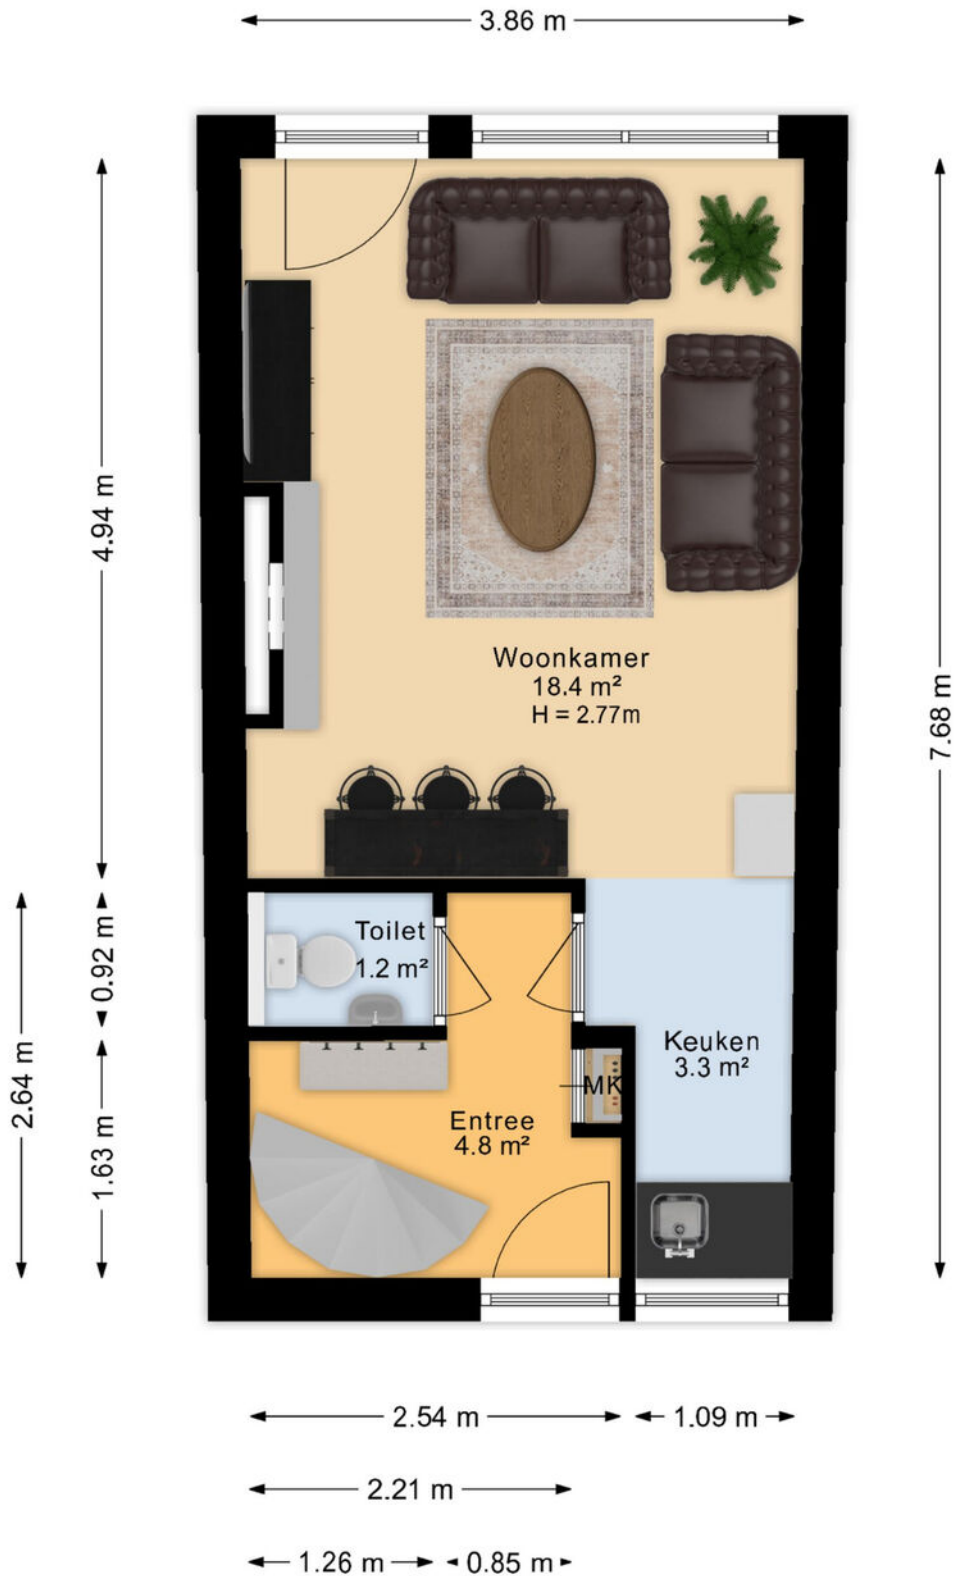 3.86 m
4.94 m
7.68 m
Woonkamer
18.4 m²
H = 2.77m
Toilet
1.2 m²
0.92 m
2.64 m
Keuken
3.3 m²
MK
Entree
4.8 m²
1.63 m
2.54 m
1.09 m
2.21 m
1.26 m
0.85 m